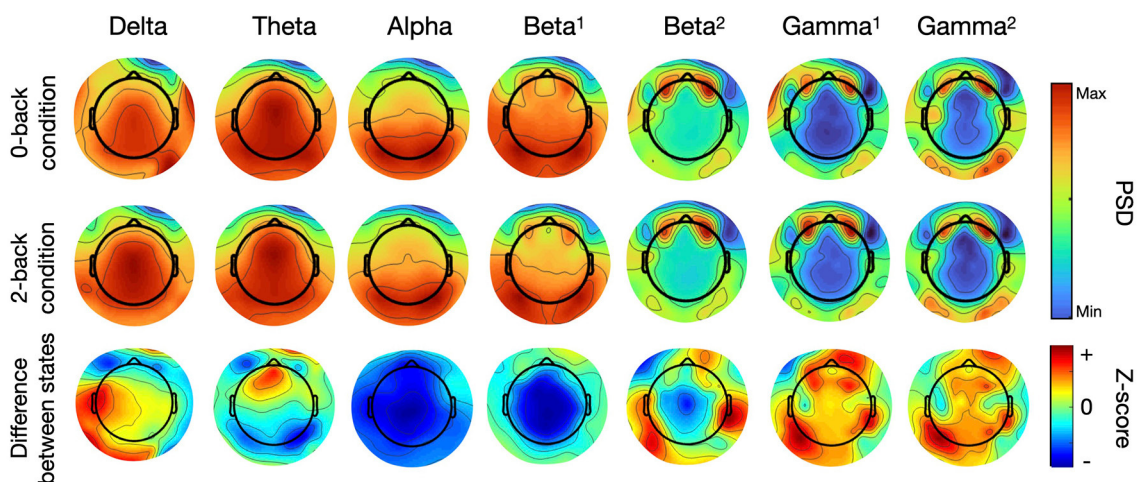 Delta Theta Alpha Beta¹ Beta² Gamma¹ Gamma²
0-back
condition
Max
PSD
Min
2-back
condition
Difference
between states
+
0
-
Z-score